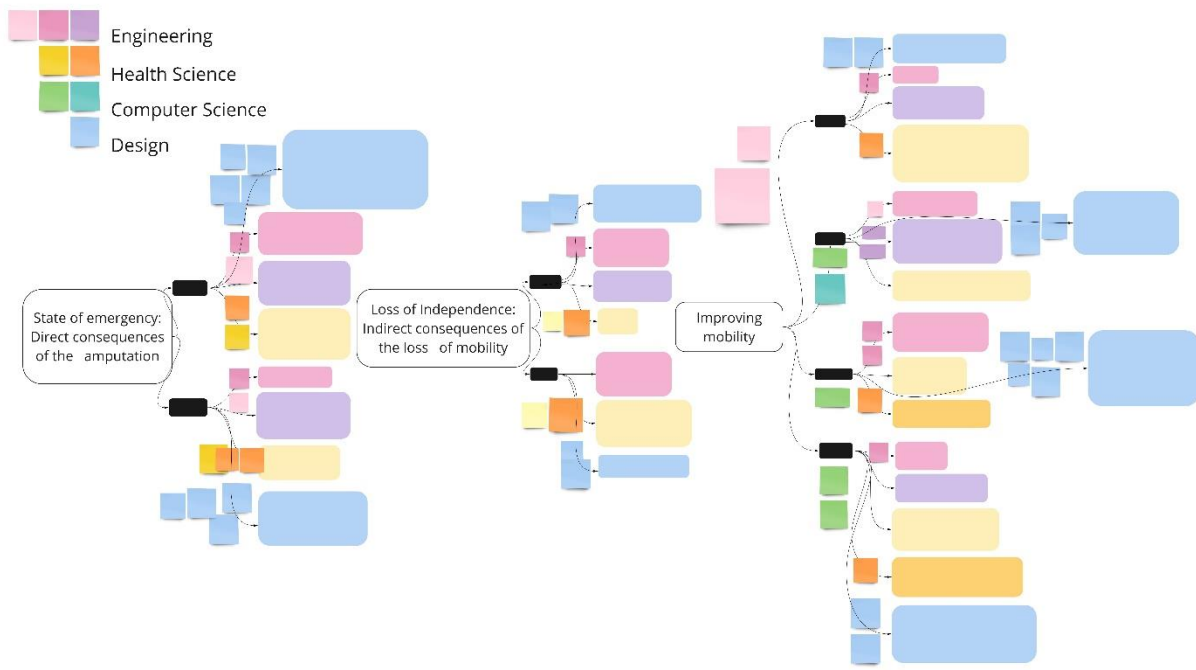 Engineering
Health Science
Computer Science
Design
State of emergency:
Direct consequences
of the amputation
Loss of Independence:
Indirect consequences of
the loss of mobility
Improving
mobility